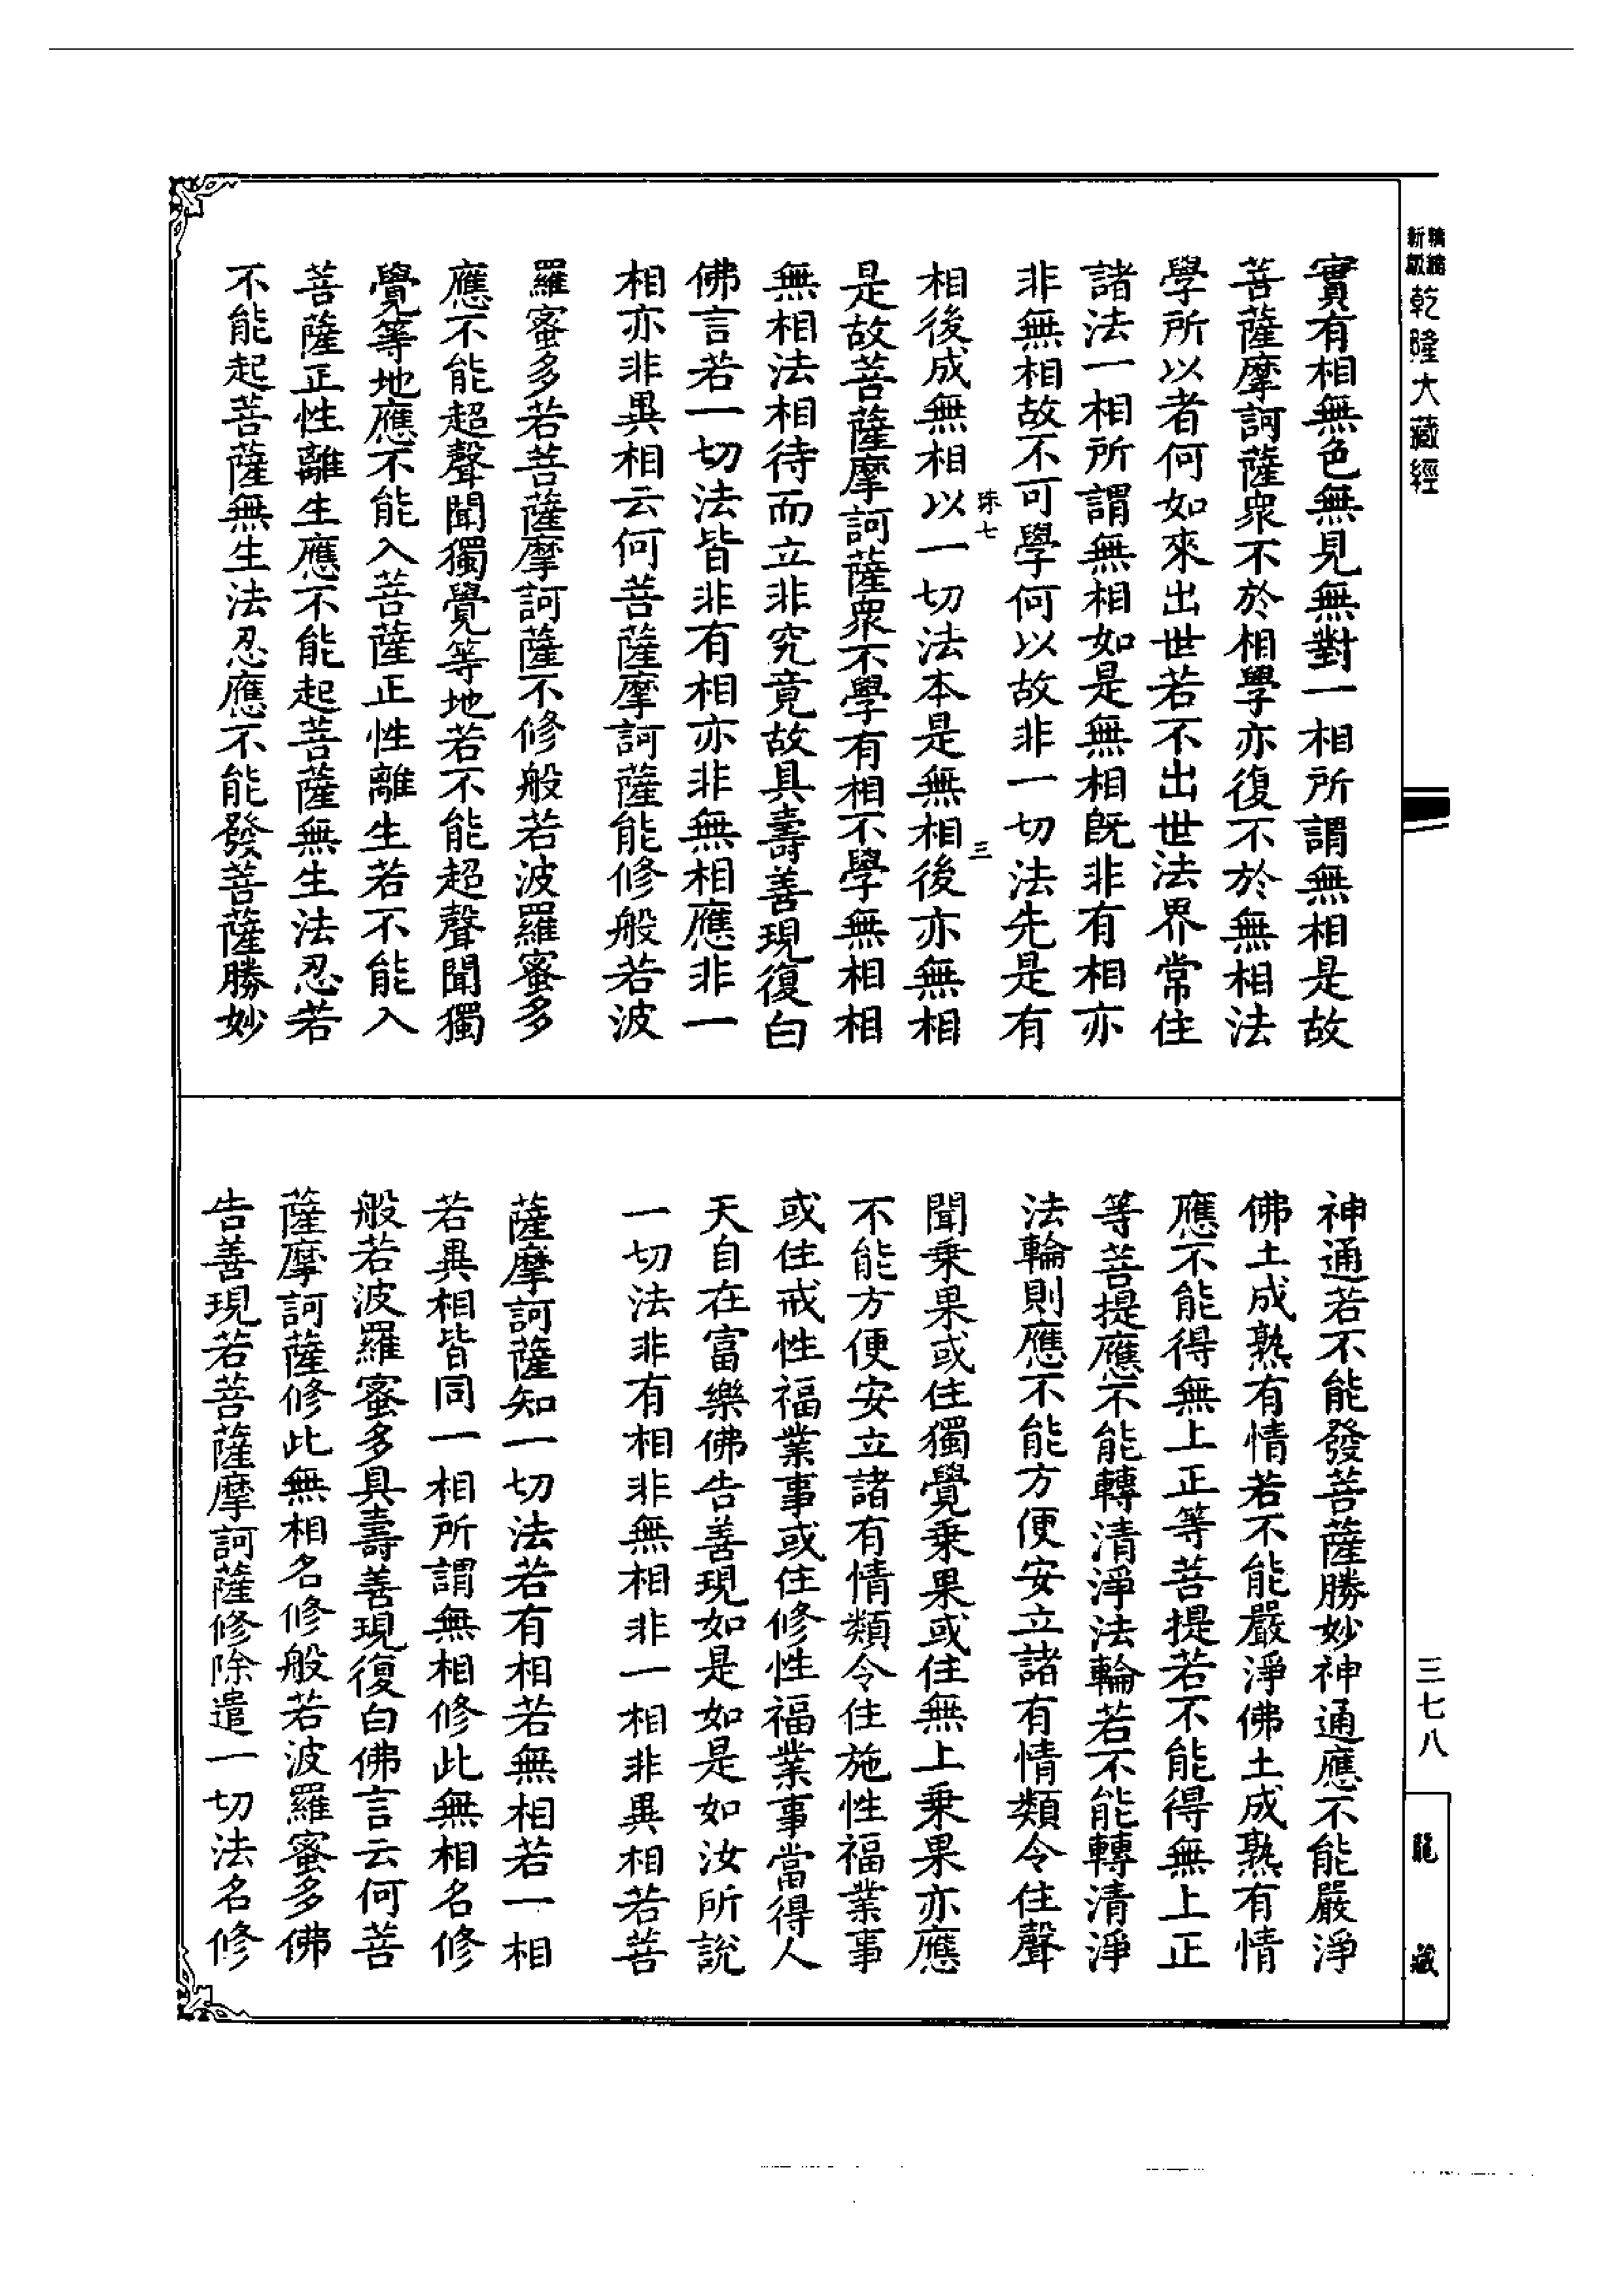 精縮
新版
乾隆大藏經
三七八
龍藏
實有相無色無見無對一相所謂無相是故
菩薩摩訶薩衆不於相學亦復不於無相法
學所以者何如來出世若不出世法界常住
諸法一相所謂無相如是無相旣非有相亦
非無相故不可學何以故非一切法先是有
珠七
三
相後成無相以一切法本是無相後亦無相
是故菩薩摩訶薩衆不學有相不學無相相
無相法相待而立非究竟故具壽善現復白
佛言若一切法皆非有相亦非無相應非一
相亦非異相云何菩薩摩訶薩能修般若波
羅蜜多若菩薩摩訶薩不修般若波羅蜜多
應不能超聲聞獨覺等地若不能超聲聞獨
覺等地應不能入菩薩正性離生若不能入
菩薩正性離生應不能起菩薩無生法忍若
不能起菩薩無生法忍應不能發菩薩勝妙
神通若不能發菩薩勝妙神通應不能嚴淨
佛土成熟有情若不能嚴淨佛土成熟有情
應不能得無上正等菩提若不能得無上正
等菩提應不能轉清淨法輪若不能轉清淨
法輪則應不能方便安立諸有情類令住聲
聞乘果或住獨覺乘果或住無上乘果亦應
不能方便安立諸有情類令住施性福業事
或住戒性福業事或住修性福業事當得人
天自在富樂佛告善現如是如是如汝所說
一切法非有相非無相非一相非異相若菩
薩摩訶薩知一切法若有相若無相若一相
若異相皆同一相所謂無相修此無相名修
般若波羅蜜多具壽善現復白佛言云何菩
薩摩訶薩修此無相名修般若波羅蜜多佛
告善現若菩薩摩訶薩修除遣一切法名修